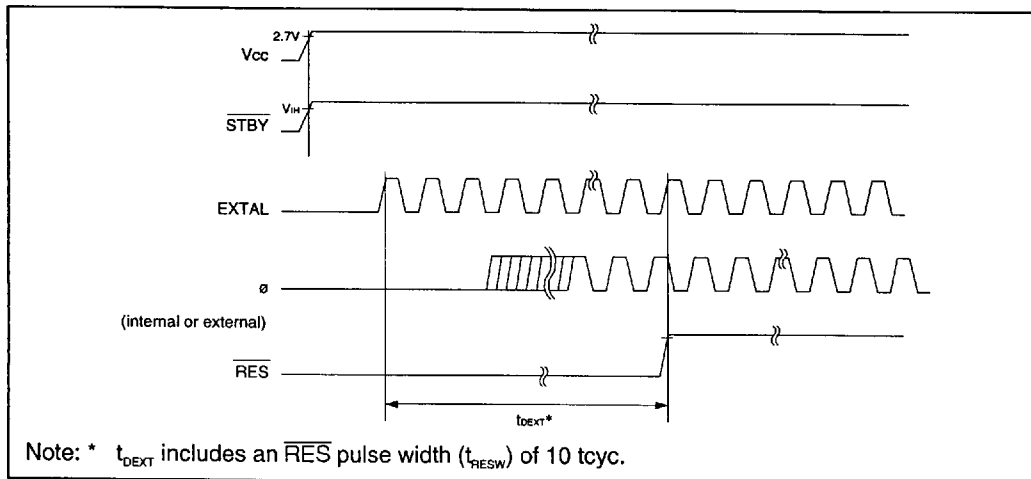 2.7V
Vcc
VIH
STBY
EXTAL
ø
(internal or external)
RES
tDEXT*
Note: * tDEXT includes an RES pulse width (tRESW) of 10 tcyc.